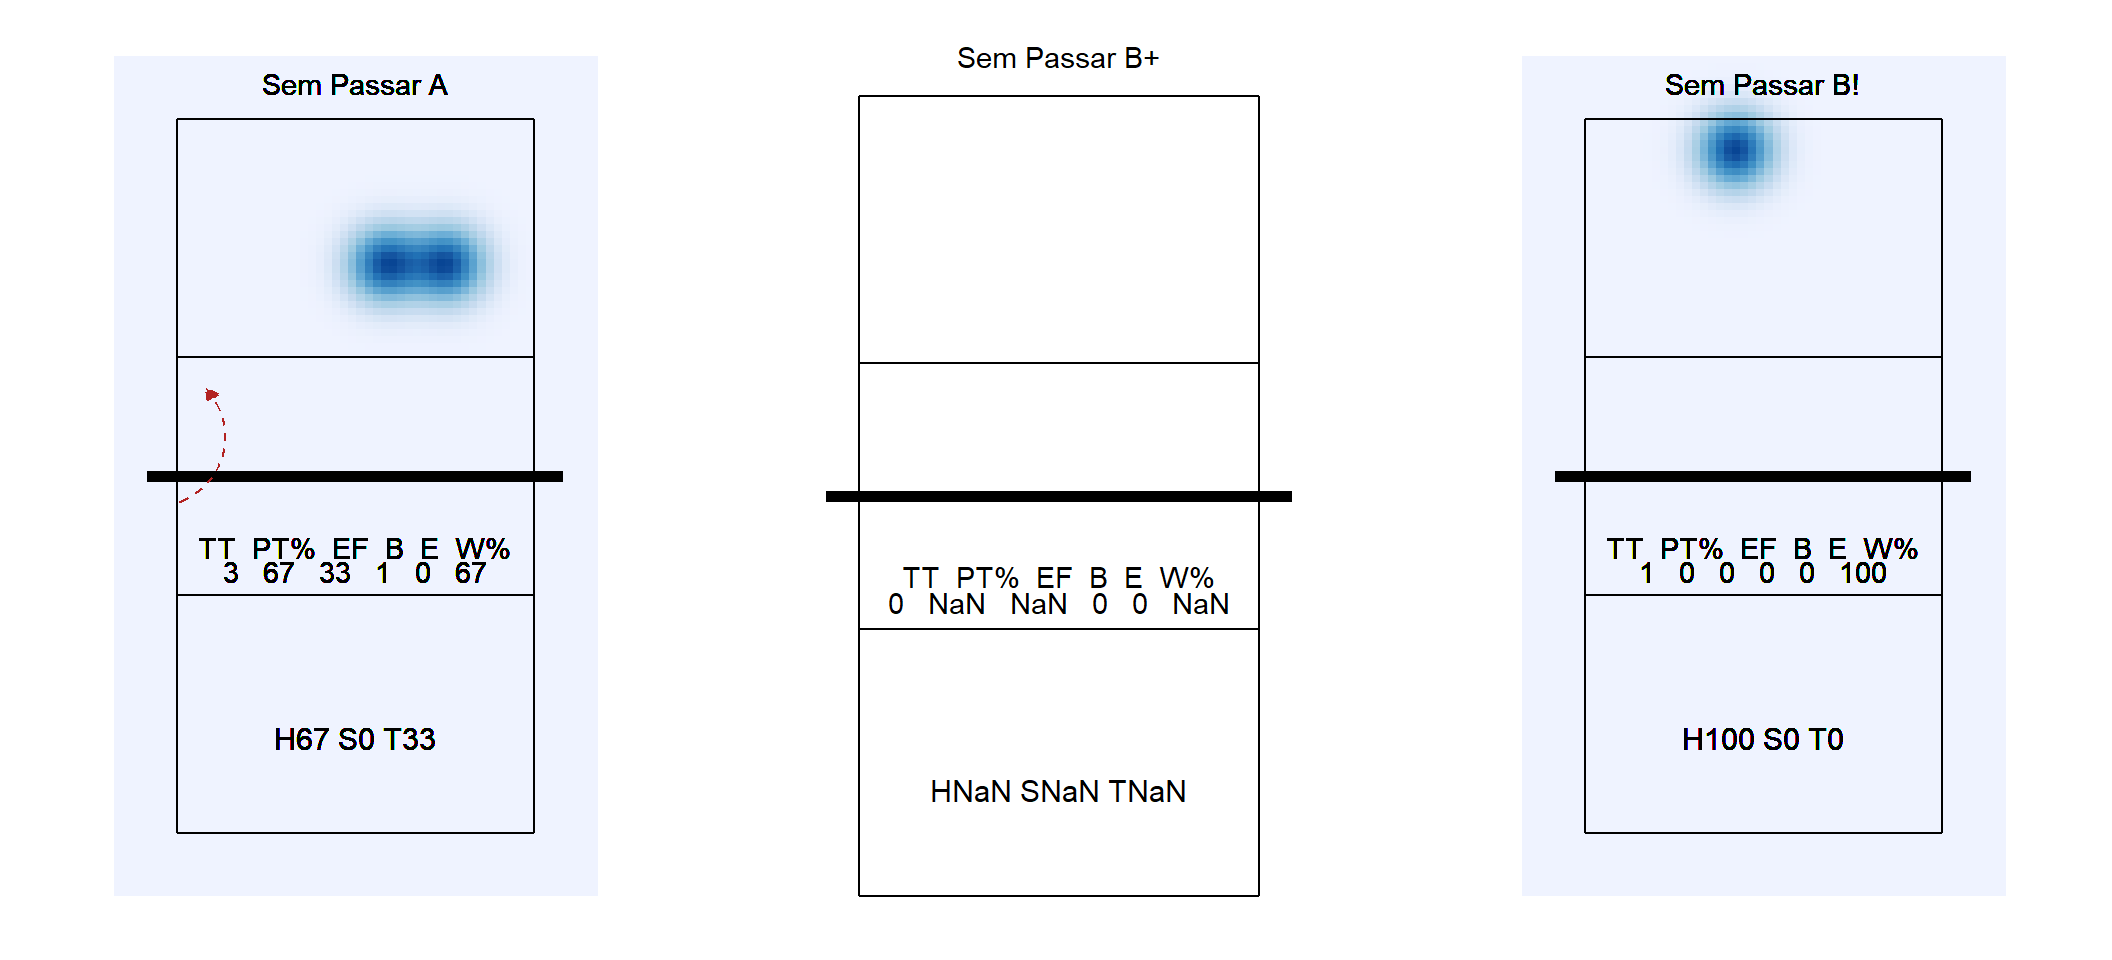 Sem Passar A
TT PT% EF B E W%
3 67 33 1 0 67
H67 S0 T33
Sem Passar B+
TT PT% EF B E W%
0 NaN NaN 0 0 NaN
HNaN SNaN TNaN
Sem Passar B!
TT PT% EF B E W%
1 0 0 0 0 100
H100 S0 T0